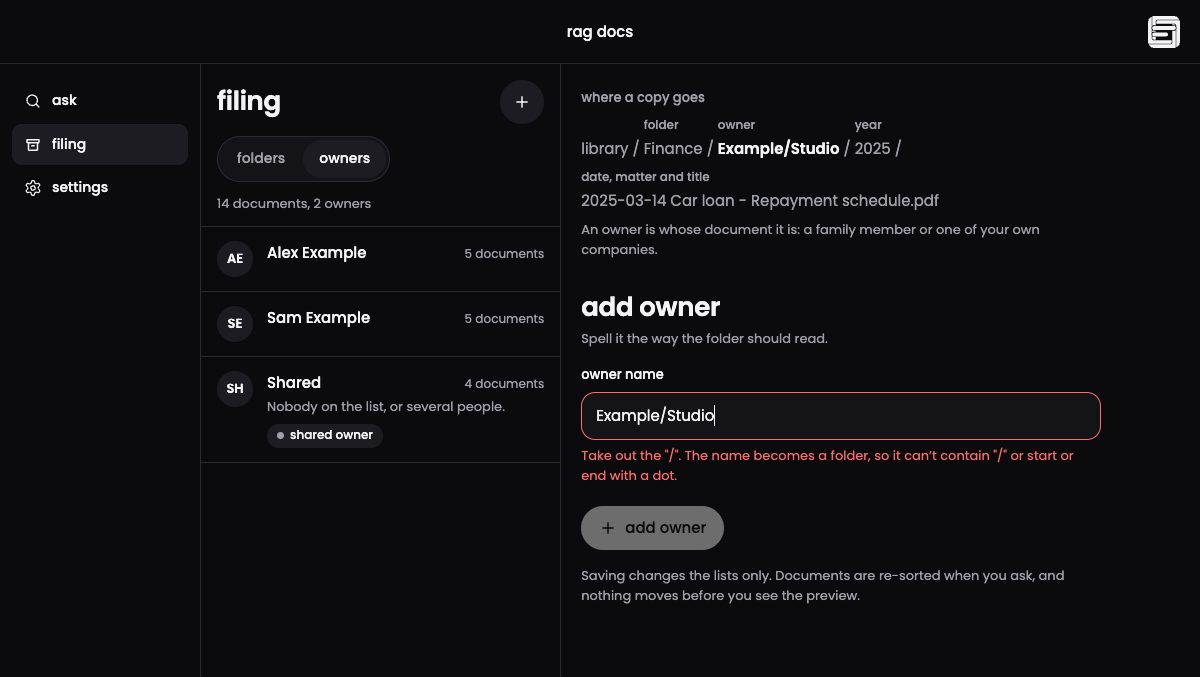 rag docs
ask
filing
settings
filing
+
folders owners
14 documents, 2 owners
AE Alex Example 5 documents
SE Sam Example 5 documents
SH Shared 4 documents
Nobody on the list, or several people.
shared owner
where a copy goes
folder owner year
library / Finance / Example/Studio / 2025 /
date, matter and title
2025-03-14 Car loan - Repayment schedule.pdf
An owner is whose document it is: a family member or one of your own
companies.
add owner
Spell it the way the folder should read.
owner name
Example/Studio
Take out the "/". The name becomes a folder, so it can’t contain "/" or start or
end with a dot.
+ add owner
Saving changes the lists only. Documents are re-sorted when you ask, and
nothing moves before you see the preview.